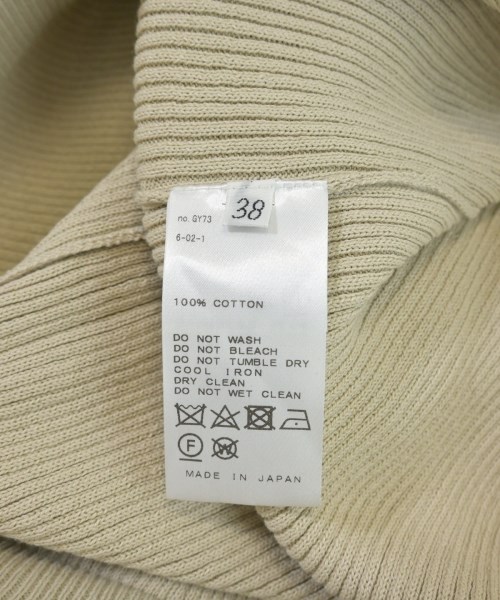 38
no. GY73
6-02-1
100% COTTON
DO NOT WASH
DO NOT BLEACH
DO NOT TUMBLE DRY
COOL IRON
DRY CLEAN
DO NOT WET CLEAN
F W
MADE IN JAPAN